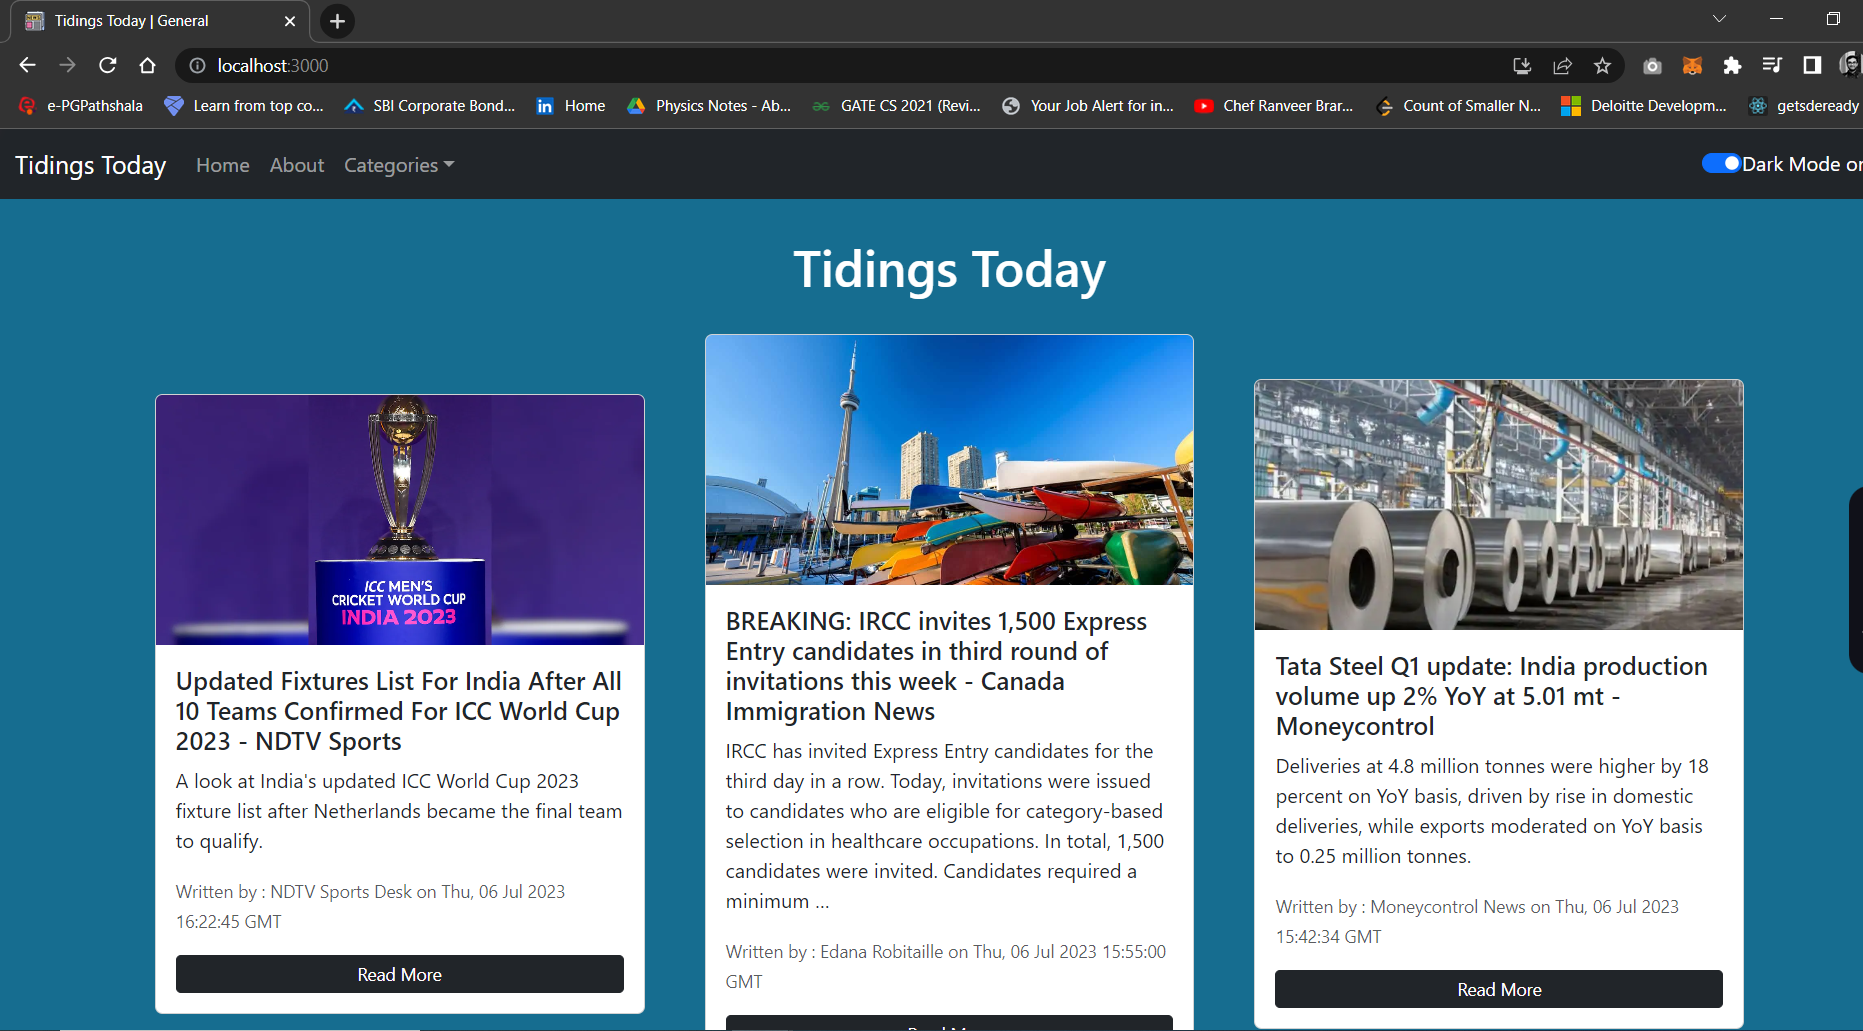 Tidings Today | General
localhost:3000
e-PGPathshala
Learn from top co...
SBI Corporate Bond...
Home
Physics Notes - Ab...
GATE CS 2021 (Revi...
Your Job Alert for in...
Chef Ranveer Brar...
Count of Smaller N...
Deloitte Developm...
getsdeready
Tidings Today
Home
About
Categories
Dark Mode on
Tidings Today
ICC MEN'S
CRICKET WORLD CUP
INDIA 2023
Updated Fixtures List For India After All
10 Teams Confirmed For ICC World Cup
2023 - NDTV Sports
A look at India's updated ICC World Cup 2023
fixture list after Netherlands became the final team
to qualify.
Written by : NDTV Sports Desk on Thu, 06 Jul 2023
16:22:45 GMT
Read More
BREAKING: IRCC invites 1,500 Express
Entry candidates in third round of
invitations this week - Canada
Immigration News
IRCC has invited Express Entry candidates for the
third day in a row. Today, invitations were issued
to candidates who are eligible for category-based
selection in healthcare occupations. In total, 1,500
candidates were invited. Candidates required a
minimum ...
Written by : Edana Robitaille on Thu, 06 Jul 2023 15:55:00
GMT
Tata Steel Q1 update: India production
volume up 2% YoY at 5.01 mt -
Moneycontrol
Deliveries at 4.8 million tonnes were higher by 18
percent on YoY basis, driven by rise in domestic
deliveries, while exports moderated on YoY basis
to 0.25 million tonnes.
Written by : Moneycontrol News on Thu, 06 Jul 2023
15:42:34 GMT
Read More